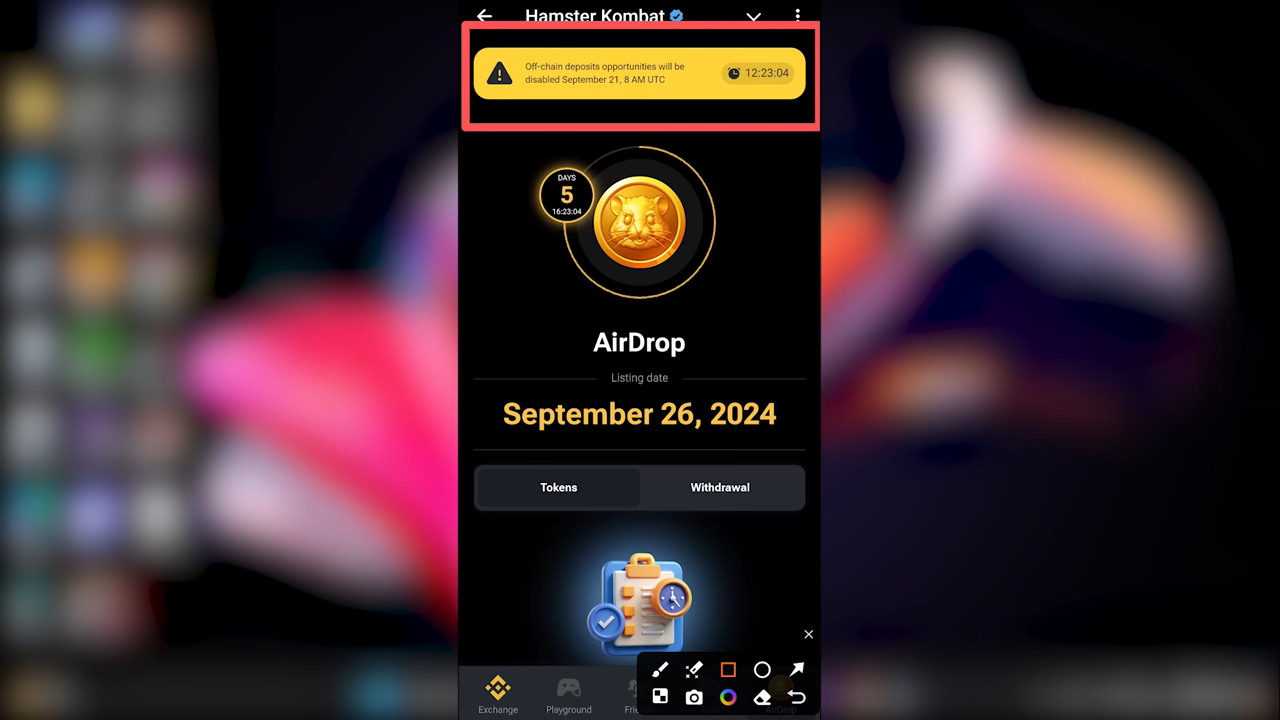 Hamster Kombat
Off-chain deposits opportunities will be
disabled September 21, 8 AM UTC
12:23:04
DAYS
5
16:23:04
AirDrop
Listing date
September 26, 2024
Tokens
Withdrawal
Exchange
Playground
AirDrop